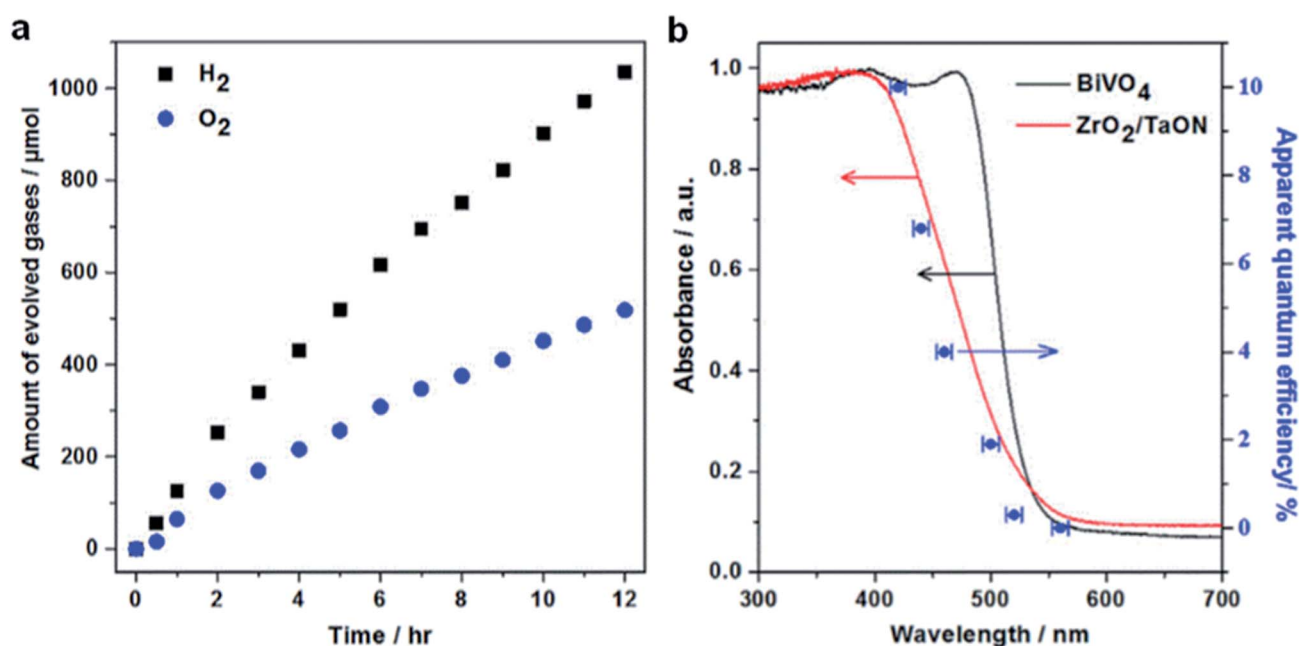 a
H2
O2
1000
800
600
400
200
0
Amount of evolved gases / μmol
0 2 4 6 8 10 12
Time / hr
b
BiVO4
ZrO2/TaON
1.0
0.8
0.6
0.4
0.2
0.0
Absorbance / a.u.
10
8
6
4
2
0
Apparent quantum efficiency/ %
300 400 500 600 700
Wavelength / nm